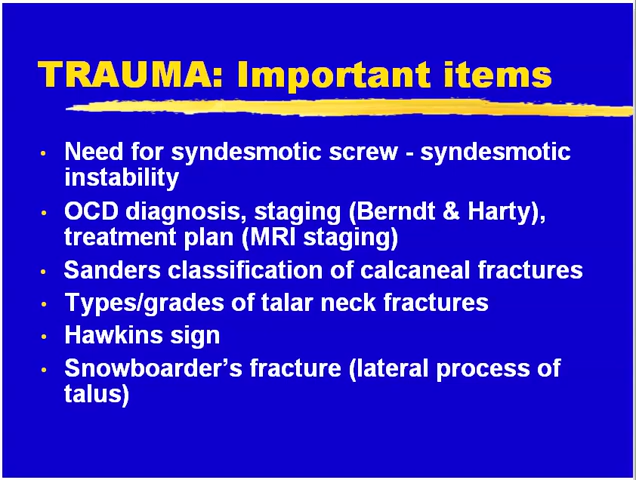 TRAUMA: Important items
• Need for syndesmotic screw - syndesmotic
instability
• OCD diagnosis, staging (Berndt & Harty),
treatment plan (MRI staging)
• Sanders classification of calcaneal fractures
• Types/grades of talar neck fractures
• Hawkins sign
• Snowboarder’s fracture (lateral process of
talus)